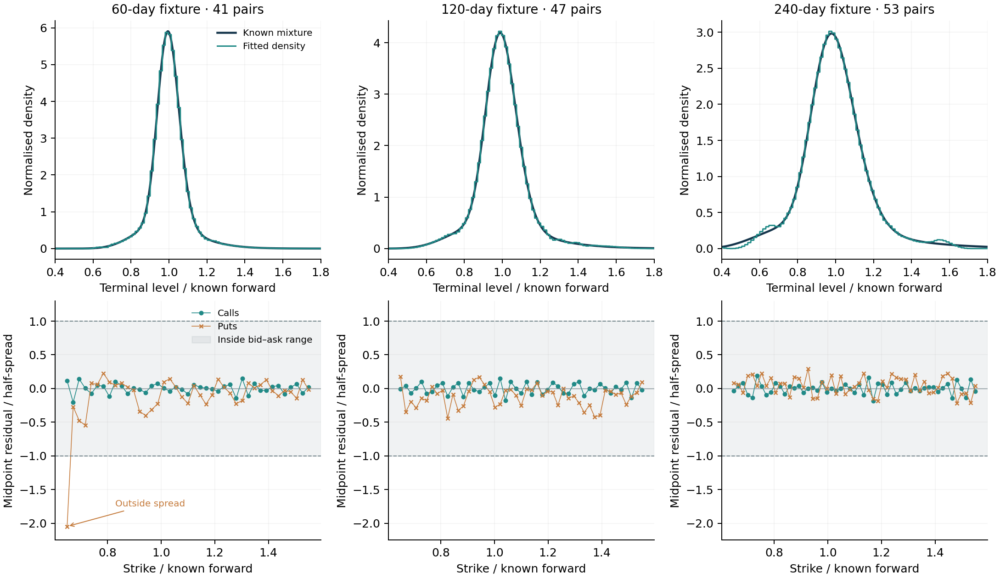 60-day fixture · 41 pairs
Normalised density
6
5
4
3
2
1
0
Known mixture
Fitted density
0.4 0.6 0.8 1.0 1.2 1.4 1.6 1.8
Terminal level / known forward
120-day fixture · 47 pairs
Normalised density
4
3
2
1
0
0.4 0.6 0.8 1.0 1.2 1.4 1.6 1.8
Terminal level / known forward
240-day fixture · 53 pairs
Normalised density
3.0
2.5
2.0
1.5
1.0
0.5
0.0
0.4 0.6 0.8 1.0 1.2 1.4 1.6 1.8
Terminal level / known forward
Midpoint residual / half-spread
1.0
0.5
0.0
−0.5
−1.0
−1.5
−2.0
Calls
Puts
Inside bid–ask range
Outside spread
0.8 1.0 1.2 1.4
Strike / known forward
Midpoint residual / half-spread
1.0
0.5
0.0
−0.5
−1.0
−1.5
−2.0
0.8 1.0 1.2 1.4
Strike / known forward
Midpoint residual / half-spread
1.0
0.5
0.0
−0.5
−1.0
−1.5
−2.0
0.8 1.0 1.2 1.4
Strike / known forward